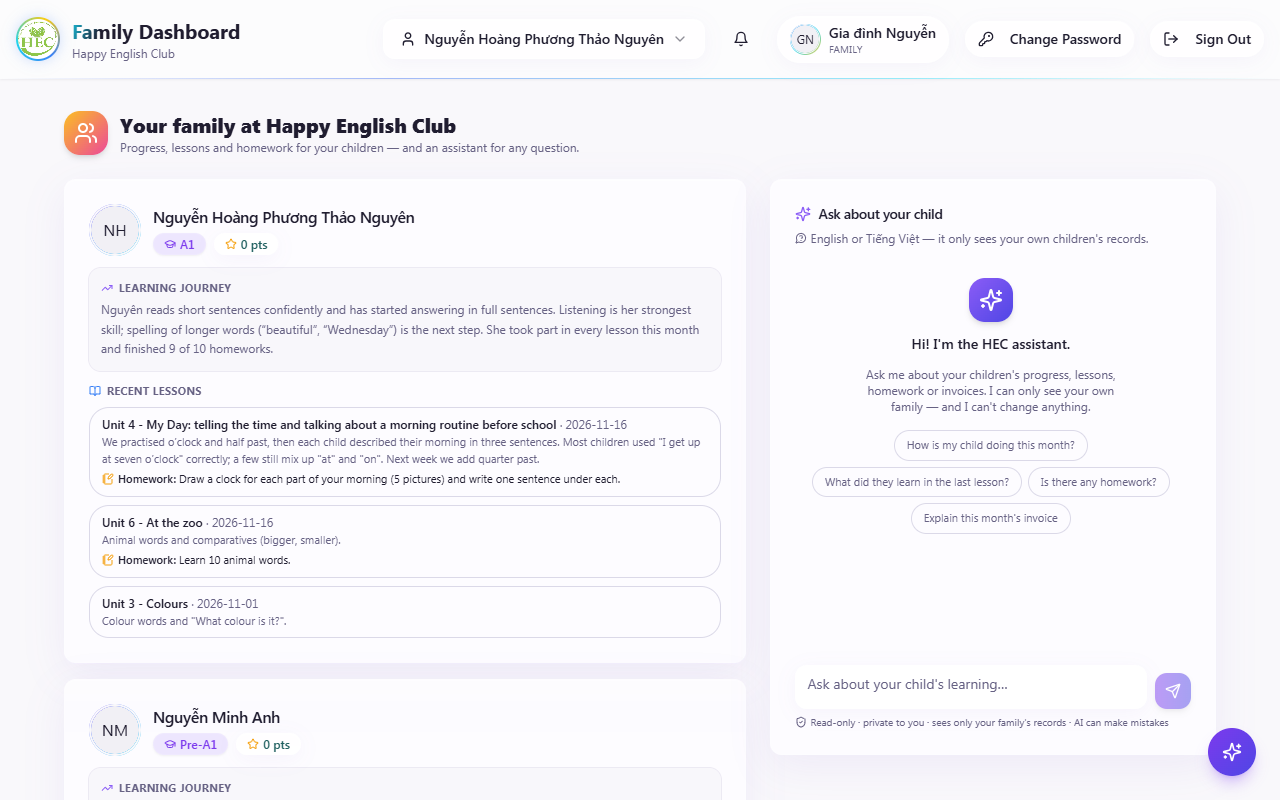 HEC
Family Dashboard
Happy English Club
Nguyễn Hoàng Phương Thảo Nguyên
GN
Gia đình Nguyễn
FAMILY
Change Password
Sign Out
Your family at Happy English Club
Progress, lessons and homework for your children — and an assistant for any question.
NH
Nguyễn Hoàng Phương Thảo Nguyên
A1
0 pts
LEARNING JOURNEY
Nguyên reads short sentences confidently and has started answering in full sentences. Listening is her strongest
skill; spelling of longer words ("beautiful", "Wednesday") is the next step. She took part in every lesson this month
and finished 9 of 10 homeworks.
RECENT LESSONS
Unit 4 - My Day: telling the time and talking about a morning routine before school · 2026-11-16
We practised o'clock and half past, then each child described their morning in three sentences. Most children used "I get up
at seven o'clock" correctly; a few still mix up "at" and "on". Next week we add quarter past.
Homework: Draw a clock for each part of your morning (5 pictures) and write one sentence under each.
Unit 6 - At the zoo · 2026-11-16
Animal words and comparatives (bigger, smaller).
Homework: Learn 10 animal words.
Unit 3 - Colours · 2026-11-01
Colour words and "What colour is it?".
NM
Nguyễn Minh Anh
Pre-A1
0 pts
LEARNING JOURNEY
Ask about your child
English or Tiếng Việt — it only sees your own children's records.
Hi! I'm the HEC assistant.
Ask me about your children's progress, lessons,
homework or invoices. I can only see your own
family — and I can't change anything.
How is my child doing this month?
What did they learn in the last lesson?
Is there any homework?
Explain this month's invoice
Ask about your child's learning...
Read-only · private to you · sees only your family's records · AI can make mistakes